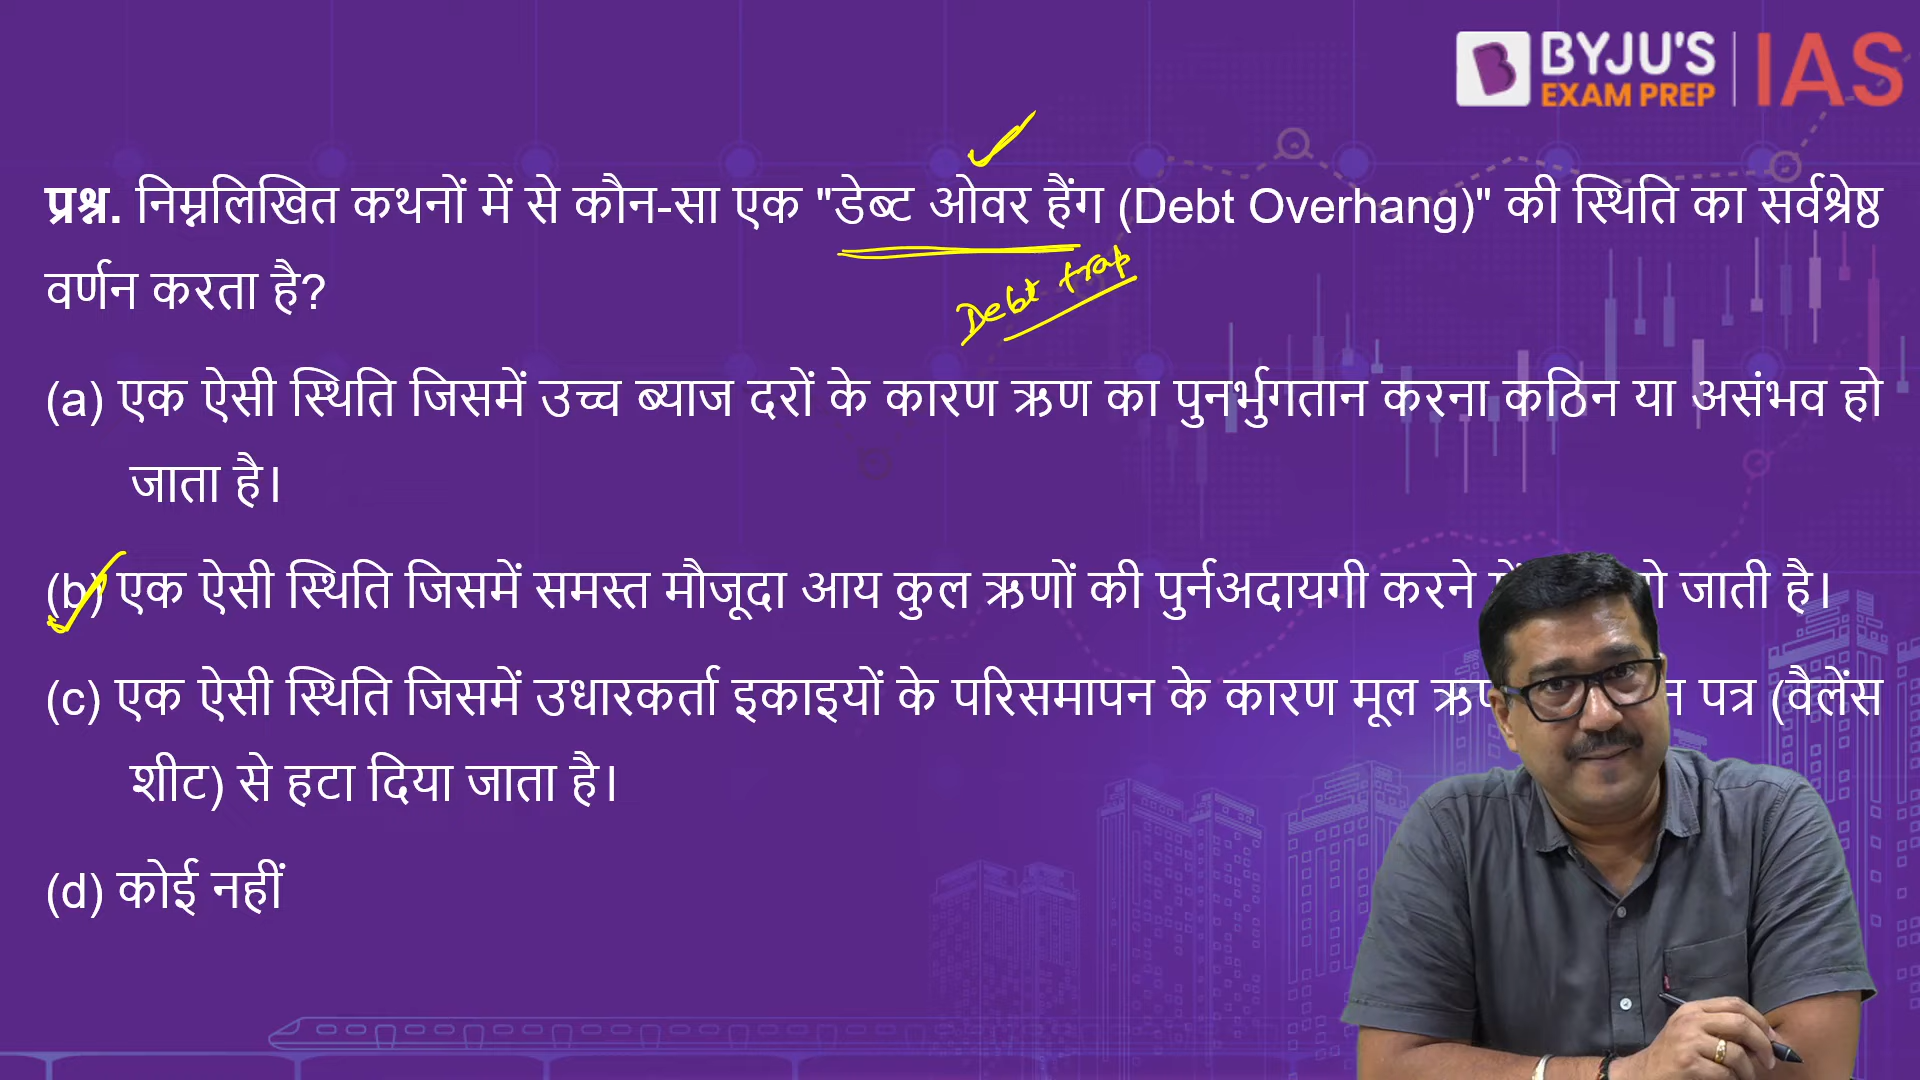 BYJU'S
EXAM PREP
IAS
प्रश्न. निम्नलिखित कथनों में से कौन-सा एक "डेब्ट ओवर हैंग (Debt Overhang)" की स्थिति का सर्वश्रेष्ठ
वर्णन करता है?
Debt trap
(a) एक ऐसी स्थिति जिसमें उच्च ब्याज दरों के कारण ऋण का पुनर्भुगतान करना कठिन या असंभव हो
जाता है।
(b) एक ऐसी स्थिति जिसमें समस्त मौजूदा आय कुल ऋणों की पुर्नअदायगी करने जाती है।
(c) एक ऐसी स्थिति जिसमें उधारकर्ता इकाइयों के परिसमापन के कारण मूल पत्र (वैलेंस
शीट) से हटा दिया जाता है।
(d) कोई नहीं